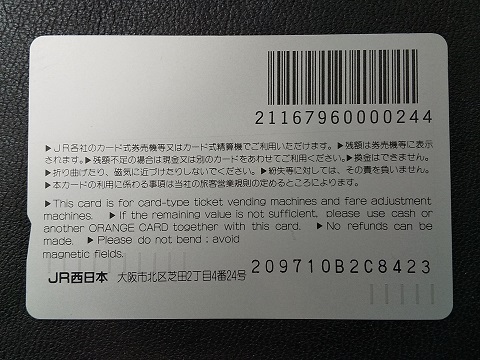 21167960000244
▶JR各社のカード式券売機等又はカード式精算機でご利用いただけます。▶残額は券売機等に表示
されます。▶残額不足の場合は現金又は別のカードをあわせてご利用ください。▶換金はできません。
▶折り曲げたり、磁気に近づけたりしないでください。▶紛失等に対しては、その責を負いません。
▶本カードの利用に係わる事項は当社の旅客営業規則の定めるところによります。
▶This card is for card-type ticket vending machines and fare adjustment
machines. ▶If the remaining value is not sufficient, please use cash or
another ORANGE CARD together with this card. ▶No refunds can be
made. ▶Please do not bend; avoid
magnetic fields.
JR西日本 大阪市北区芝田2丁目4番24号
209710B2C8423